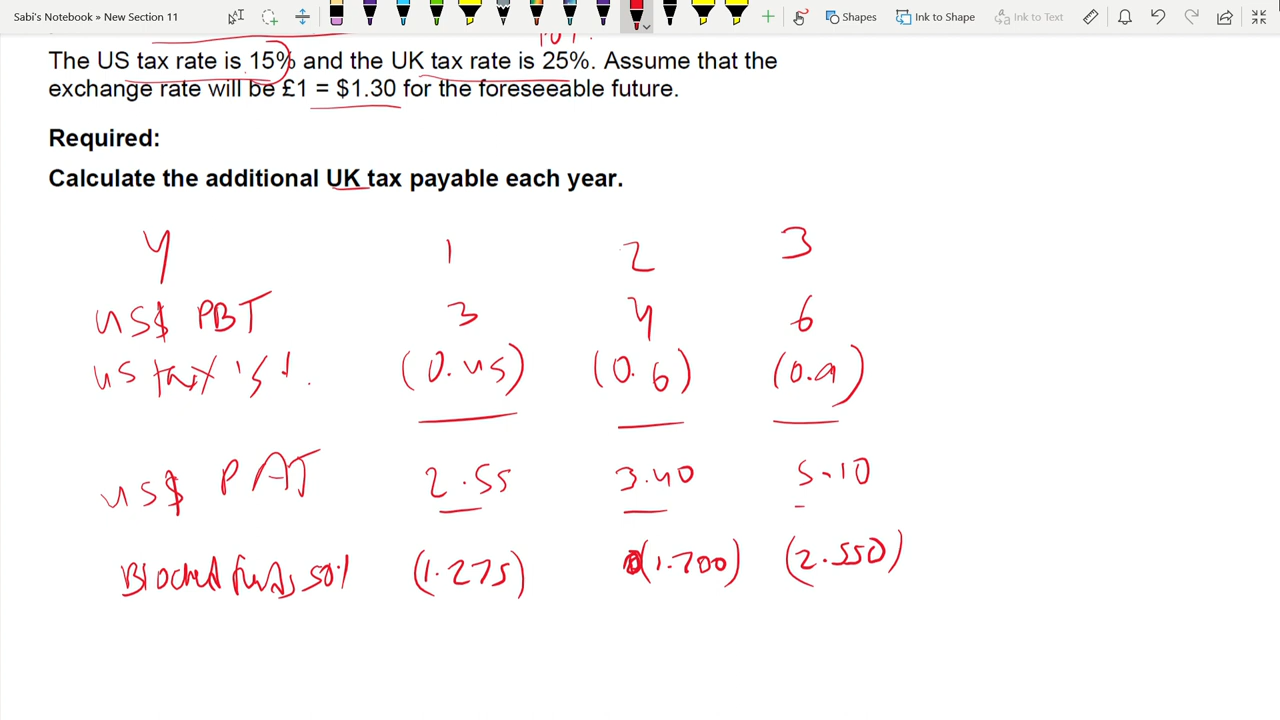 Sabi's Notebook » New Section 11
Shapes Ink to Shape Ink to Text
The US tax rate is 15% and the UK tax rate is 25%. Assume that the
exchange rate will be £1 = $1.30 for the foreseeable future.
Required:
Calculate the additional UK tax payable each year.
Y 1 2 3
US$ PBT 3 4 6
US tax 15%. (0.45) (0.6) (0.9)
US$ PAT 2.55 3.40 5.10
Blocked funds 50% (1.275) (1.700) (2.550)